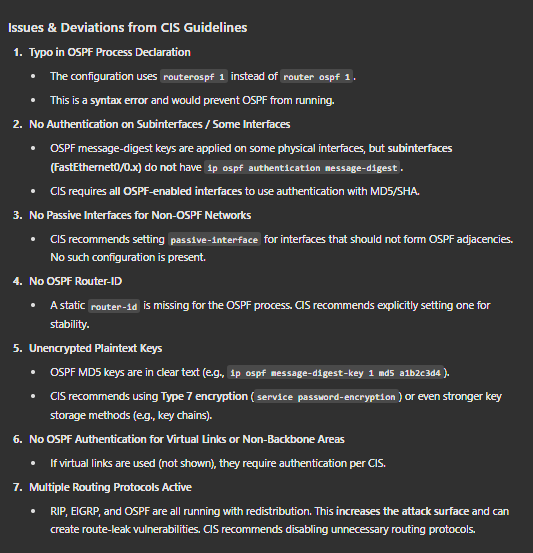 Issues & Deviations from CIS Guidelines
1. Typo in OSPF Process Declaration
• The configuration uses routerospf 1 instead of router ospf 1.
• This is a syntax error and would prevent OSPF from running.
2. No Authentication on Subinterfaces / Some Interfaces
• OSPF message-digest keys are applied on some physical interfaces, but subinterfaces
(FastEthernet0/0.x) do not have ip ospf authentication message-digest.
• CIS requires all OSPF-enabled interfaces to use authentication with MD5/SHA.
3. No Passive Interfaces for Non-OSPF Networks
• CIS recommends setting passive-interface for interfaces that should not form OSPF adjacencies.
No such configuration is present.
4. No OSPF Router-ID
• A static router-id is missing for the OSPF process. CIS recommends explicitly setting one for
stability.
5. Unencrypted Plaintext Keys
• OSPF MD5 keys are in clear text (e.g., ip ospf message-digest-key 1 md5 a1b2c3d4).
• CIS recommends using Type 7 encryption (service password-encryption) or even stronger key
storage methods (e.g., key chains).
6. No OSPF Authentication for Virtual Links or Non-Backbone Areas
• If virtual links are used (not shown), they require authentication per CIS.
7. Multiple Routing Protocols Active
• RIP, EIGRP, and OSPF are all running with redistribution. This increases the attack surface and can
create route-leak vulnerabilities. CIS recommends disabling unnecessary routing protocols.